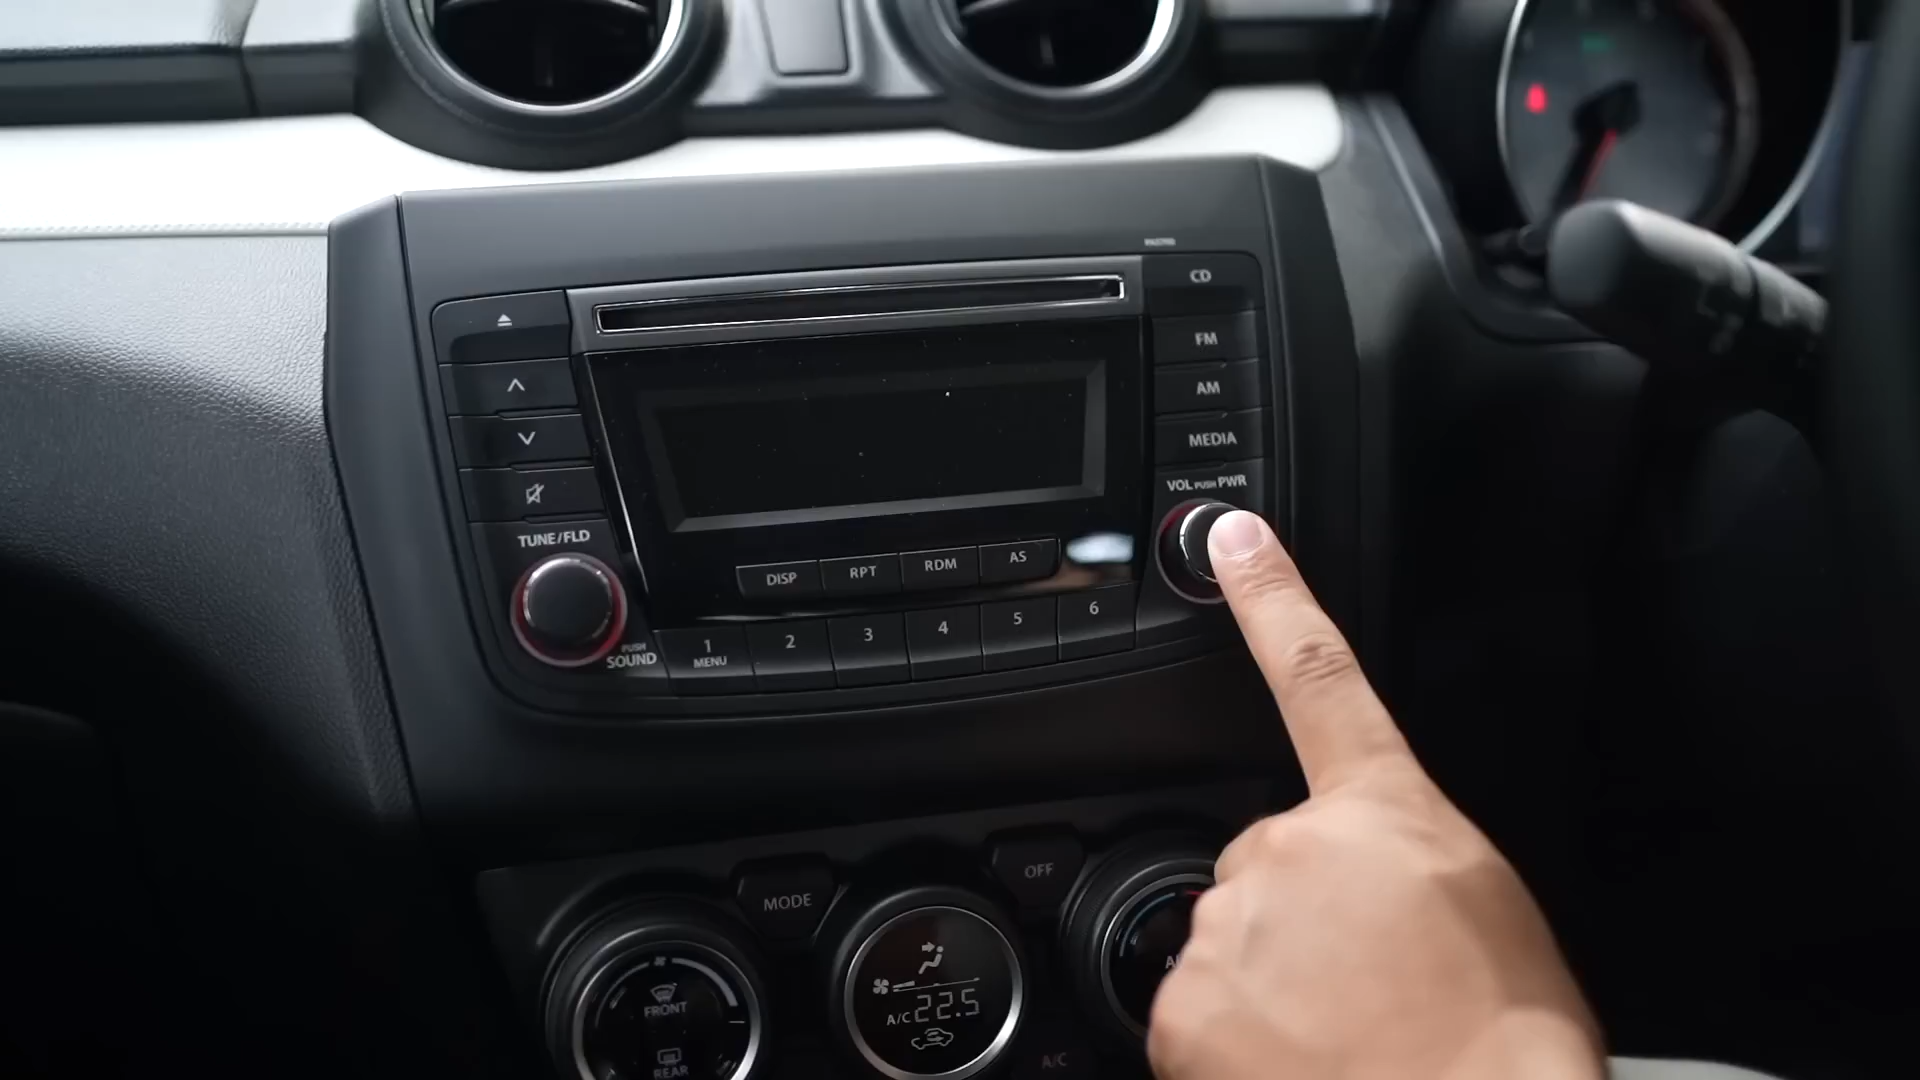 CD
FM
AM
MEDIA
VOL PUSH PWR
TUNE/FLD
DISP
RPT
RDM
AS
PUSH
SOUND
1
MENU
2
3
4
5
6
MODE
OFF
FRONT
REAR
A/C 22.5
A/C